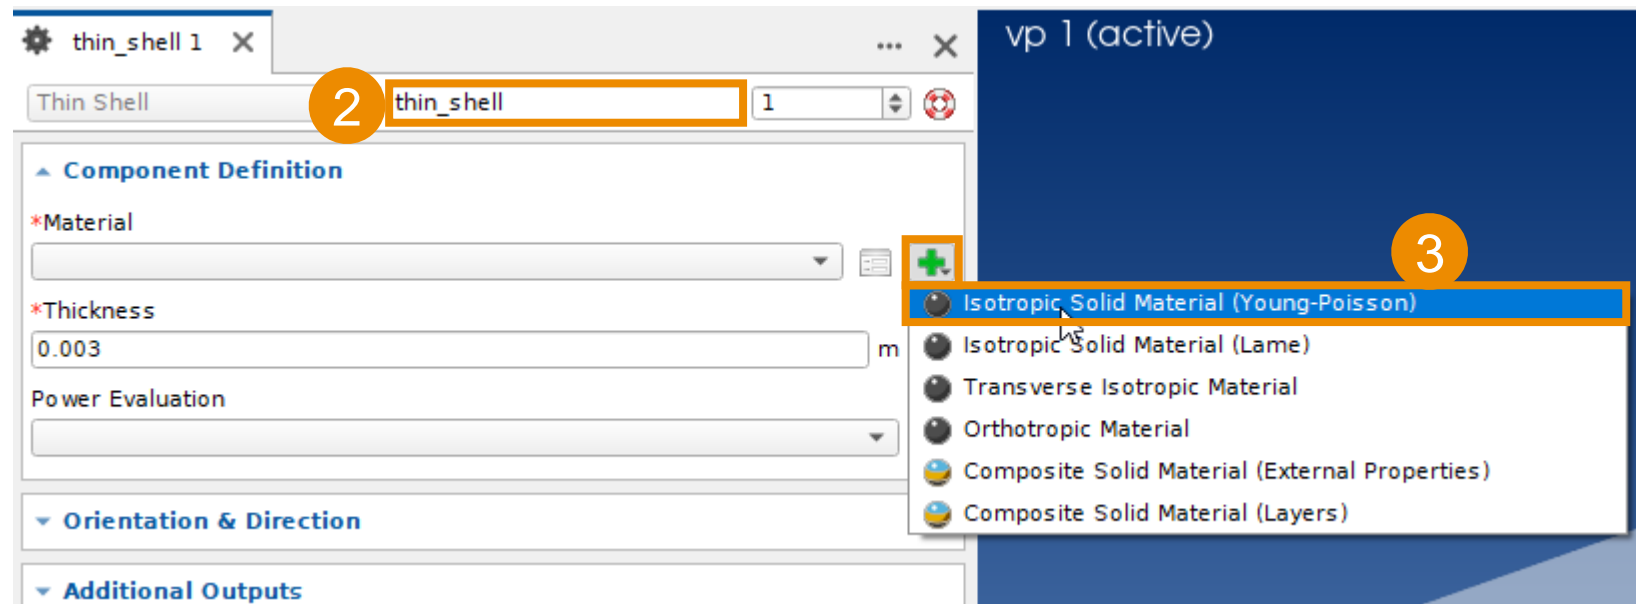 thin_shell 1
vp 1 (active)
Thin Shell
2
thin_shell
1
Component Definition
*Material
3
Isotropic Solid Material (Young-Poisson)
*Thickness
0.003
m
Isotropic Solid Material (Lame)
Transverse Isotropic Material
Power Evaluation
Orthotropic Material
Composite Solid Material (External Properties)
Composite Solid Material (Layers)
Orientation & Direction
Additional Outputs